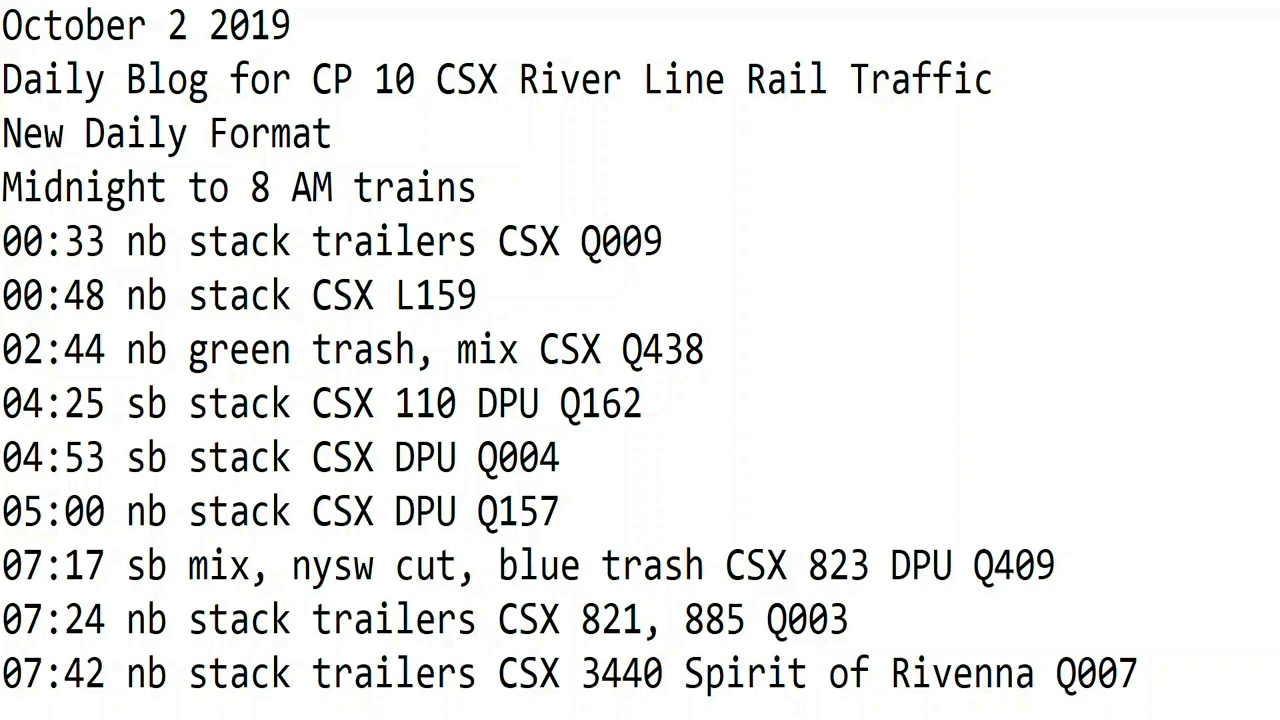 October 2 2019
Daily Blog for CP 10 CSX River Line Rail Traffic
New Daily Format
Midnight to 8 AM trains
00:33 nb stack trailers CSX Q009
00:48 nb stack CSX L159
02:44 nb green trash, mix CSX Q438
04:25 sb stack CSX 110 DPU Q162
04:53 sb stack CSX DPU Q004
05:00 nb stack CSX DPU Q157
07:17 sb mix, nysw cut, blue trash CSX 823 DPU Q409
07:24 nb stack trailers CSX 821, 885 Q003
07:42 nb stack trailers CSX 3440 Spirit of Rivenna Q007